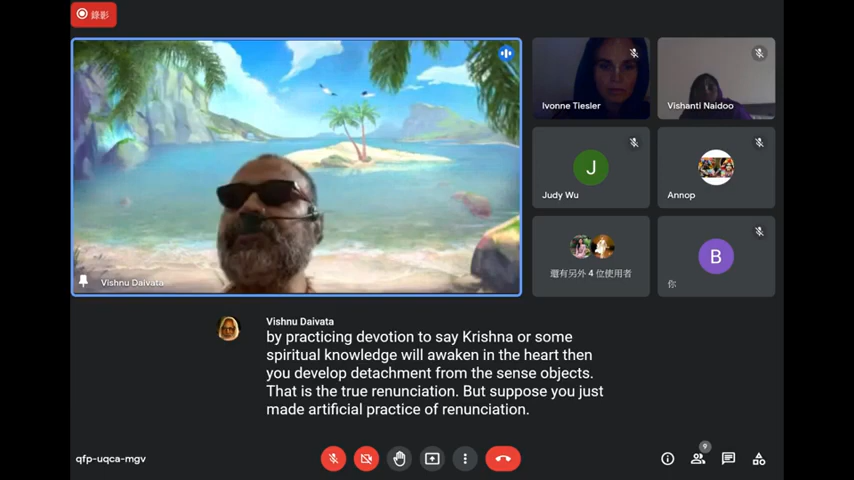 錄影
Vishnu Daivata
Ivonne Tiesler
Vishanti Naidoo
J
Judy Wu
Annop
還有另外 4 位使用者
B
你
Vishnu Daivata
by practicing devotion to say Krishna or some
spiritual knowledge will awaken in the heart then
you develop detachment from the sense objects.
That is the true renunciation. But suppose you just
made artificial practice of renunciation.
qfp-uqca-mgv
9